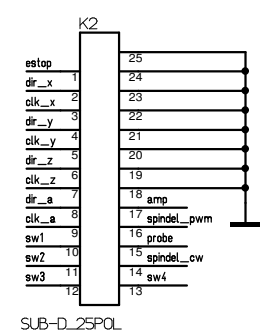 K2
25
estop
1
24
dir_x
2
23
clk_x
3
22
dir_y
4
21
clk_y
5
20
dir_z
6
19
clk_z
7
18
dir_a
amp
8
17
clk_a
spindel_pwm
9
16
sw1
probe
10
15
sw2
spindel_cw
11
14
sw3
sw4
12
13
SUB-D_25POL